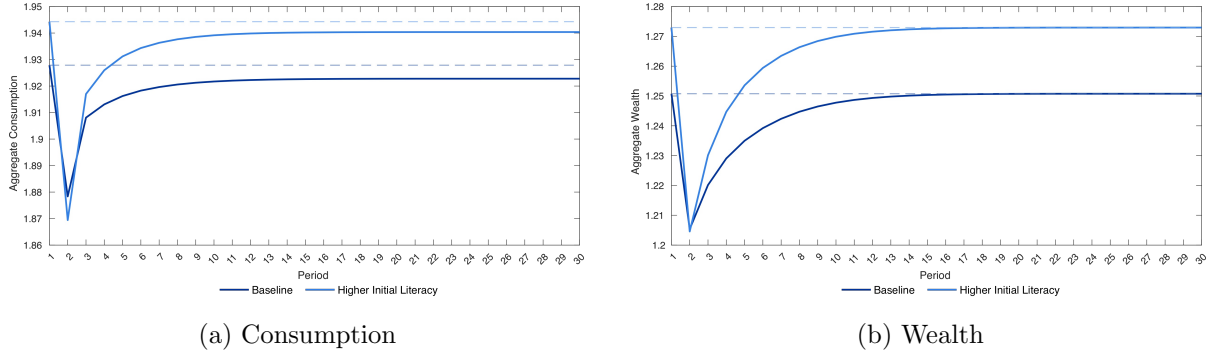 1.95
1.94
1.93
1.92
1.91
1.9
1.89
1.88
1.87
1.86
Aggregate Consumption
1 2 3 4 5 6 7 8 9 10 11 12 13 14 15 16 17 18 19 20 21 22 23 24 25 26 27 28 29 30
Period
Baseline Higher Initial Literacy
(a) Consumption
1.28
1.27
1.26
1.25
1.24
1.23
1.22
1.21
1.2
Aggregate Wealth
1 2 3 4 5 6 7 8 9 10 11 12 13 14 15 16 17 18 19 20 21 22 23 24 25 26 27 28 29 30
Period
Baseline Higher Initial Literacy
(b) Wealth